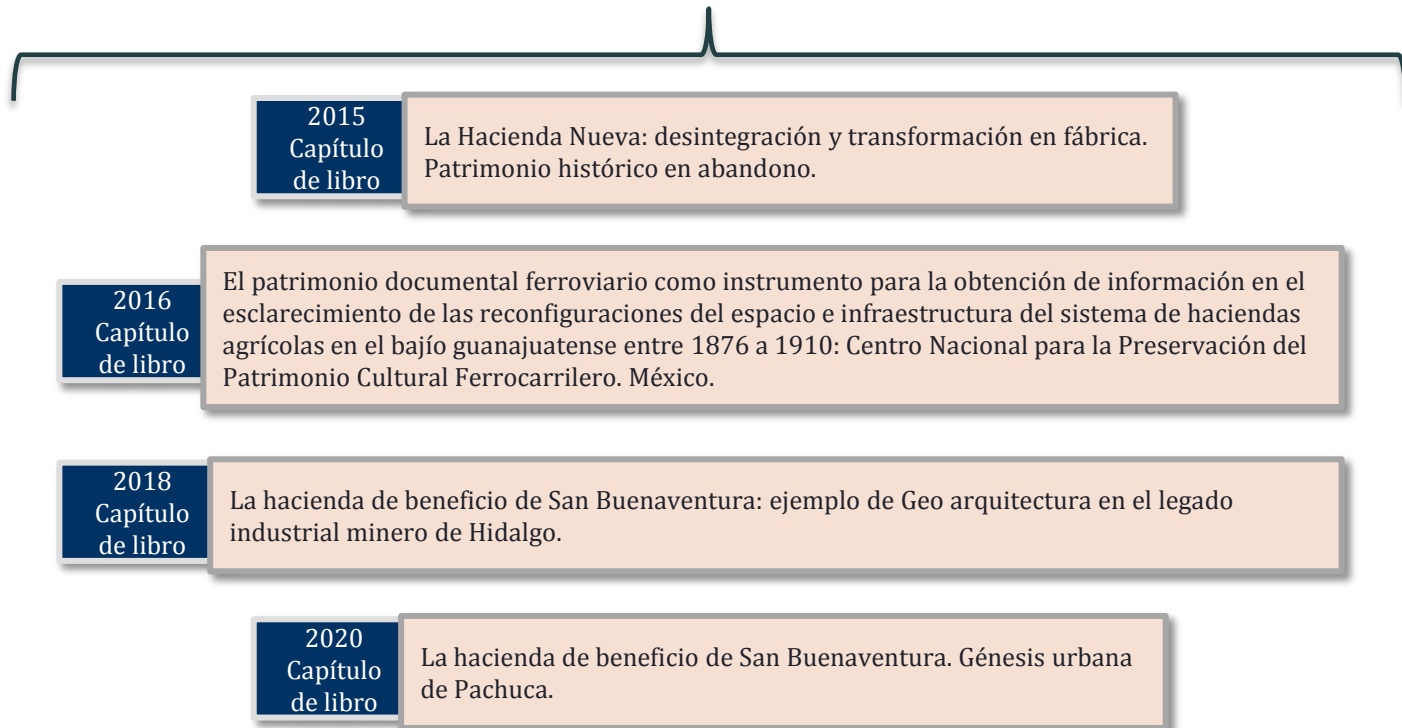 2015
Capítulo
de libro
La Hacienda Nueva: desintegración y transformación en fábrica.
Patrimonio histórico en abandono.
2016
Capítulo
de libro
El patrimonio documental ferroviario como instrumento para la obtención de información en el
esclarecimiento de las reconfiguraciones del espacio e infraestructura del sistema de haciendas
agrícolas en el bajío guanajuatense entre 1876 a 1910: Centro Nacional para la Preservación del
Patrimonio Cultural Ferrocarrilero. México.
2018
Capítulo
de libro
La hacienda de beneficio de San Buenaventura: ejemplo de Geo arquitectura en el legado
industrial minero de Hidalgo.
2020
Capítulo
de libro
La hacienda de beneficio de San Buenaventura. Génesis urbana
de Pachuca.